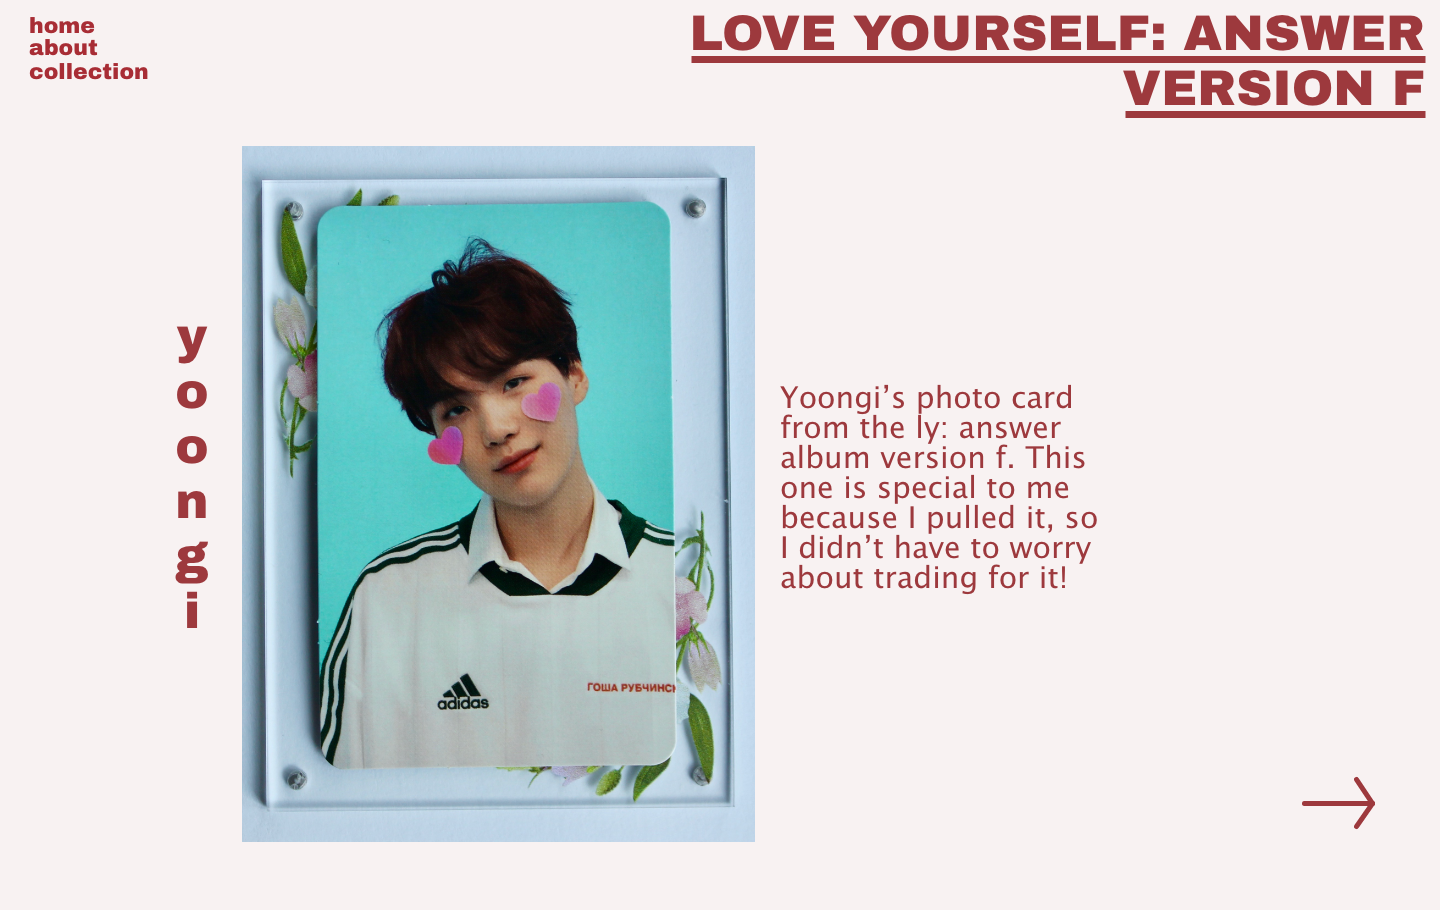 home
about
collection
LOVE YOURSELF: ANSWER
VERSION F
yoongi
Yoongi’s photo card
from the ly: answer
album version f. This
one is special to me
because I pulled it, so
I didn’t have to worry
about trading for it!
adidas
ГОША РУБЧИНСК